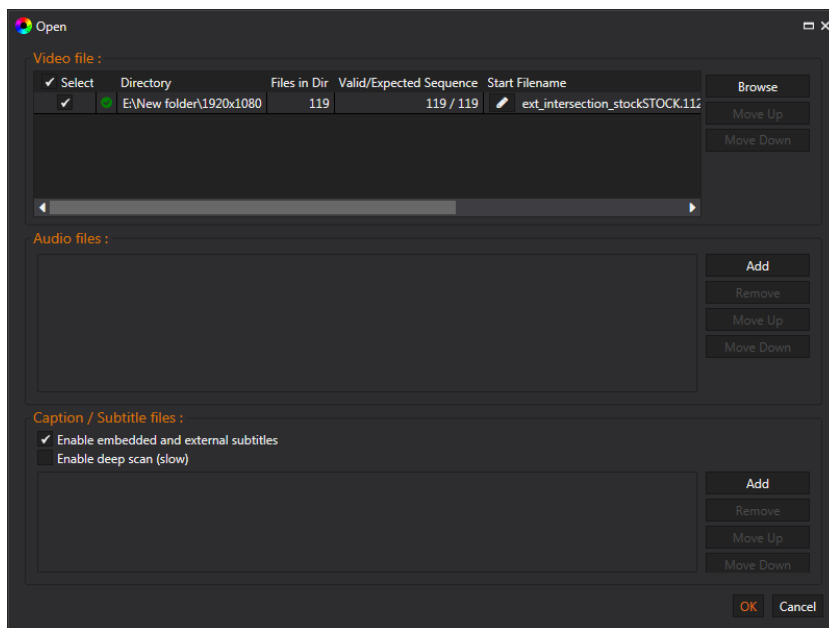 Open
Video file :
Select Directory Files in Dir Valid/Expected Sequence Start Filename
E:\New folder\1920x1080 119 119 / 119 ext_intersection_stockSTOCK.112
Browse
Move Up
Move Down
Audio files :
Add
Remove
Move Up
Move Down
Caption / Subtitle files :
Enable embedded and external subtitles
Enable deep scan (slow)
Add
Remove
Move Up
Move Down
OK Cancel